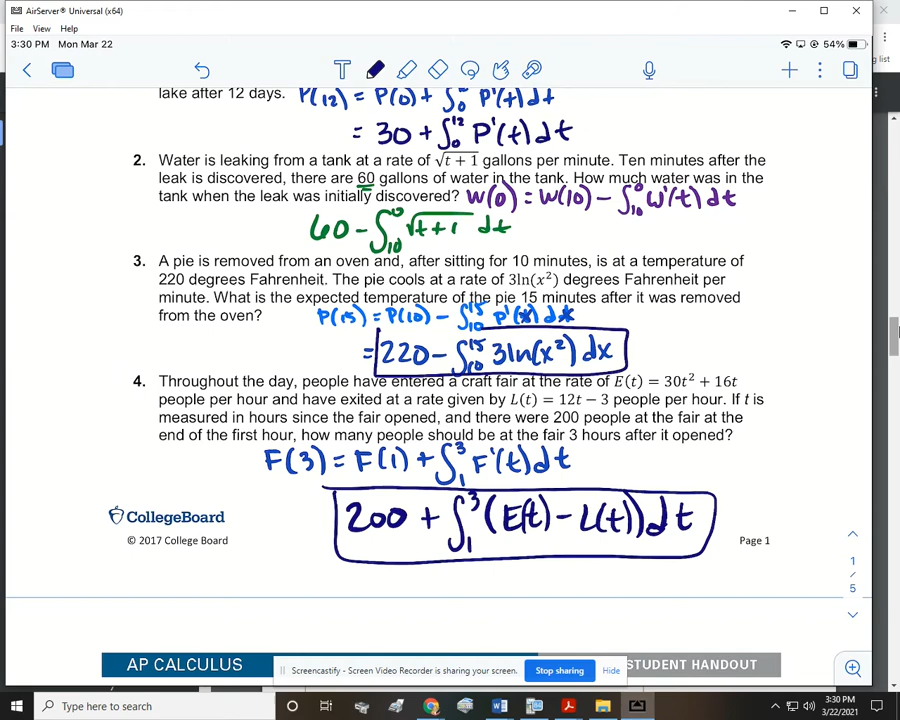 AirServer Universal (x64)
File View Help
3:30 PM Mon Mar 22 54%
lake after 12 days. P(12) = P(0) + ∫₀ P'(t)dt
= 30 + ∫₀¹² P'(t)dt
2. Water is leaking from a tank at a rate of √(t + 1) gallons per minute. Ten minutes after the
leak is discovered, there are 60 gallons of water in the tank. How much water was in the
tank when the leak was initially discovered? W(0) = W(10) − ∫₁₀⁰ W'(t)dt
60 − ∫₁₀⁰ √(t+1) dt
3. A pie is removed from an oven and, after sitting for 10 minutes, is at a temperature of
220 degrees Fahrenheit. The pie cools at a rate of 3ln(x²) degrees Fahrenheit per
minute. What is the expected temperature of the pie 15 minutes after it was removed
from the oven? P(15) = P(10) − ∫₁₀¹⁵ P'(x)dx
= 220 − ∫₁₀¹⁵ 3ln(x²) dx
4. Throughout the day, people have entered a craft fair at the rate of E(t) = 30t² + 16t
people per hour and have exited at a rate given by L(t) = 12t − 3 people per hour. If t is
measured in hours since the fair opened, and there were 200 people at the fair at the
end of the first hour, how many people should be at the fair 3 hours after it opened?
F(3) = F(1) + ∫₁³ F'(t)dt
200 + ∫₁³ (E(t) − L(t))dt
CollegeBoard
© 2017 College Board Page 1
1
/
5
AP CALCULUS STUDENT HANDOUT
Screencastify - Screen Video Recorder is sharing your screen. Stop sharing Hide
Type here to search
3:30 PM
3/22/2021